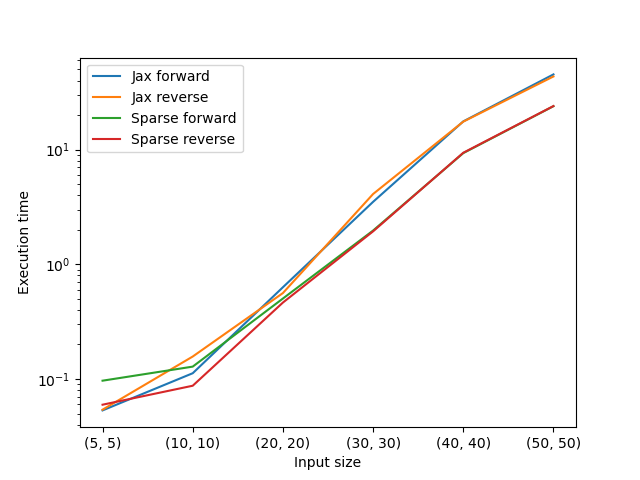 Jax forward
Jax reverse
Sparse forward
Sparse reverse
Execution time
10¹
10⁰
10⁻¹
(5, 5) (10, 10) (20, 20) (30, 30) (40, 40) (50, 50)
Input size